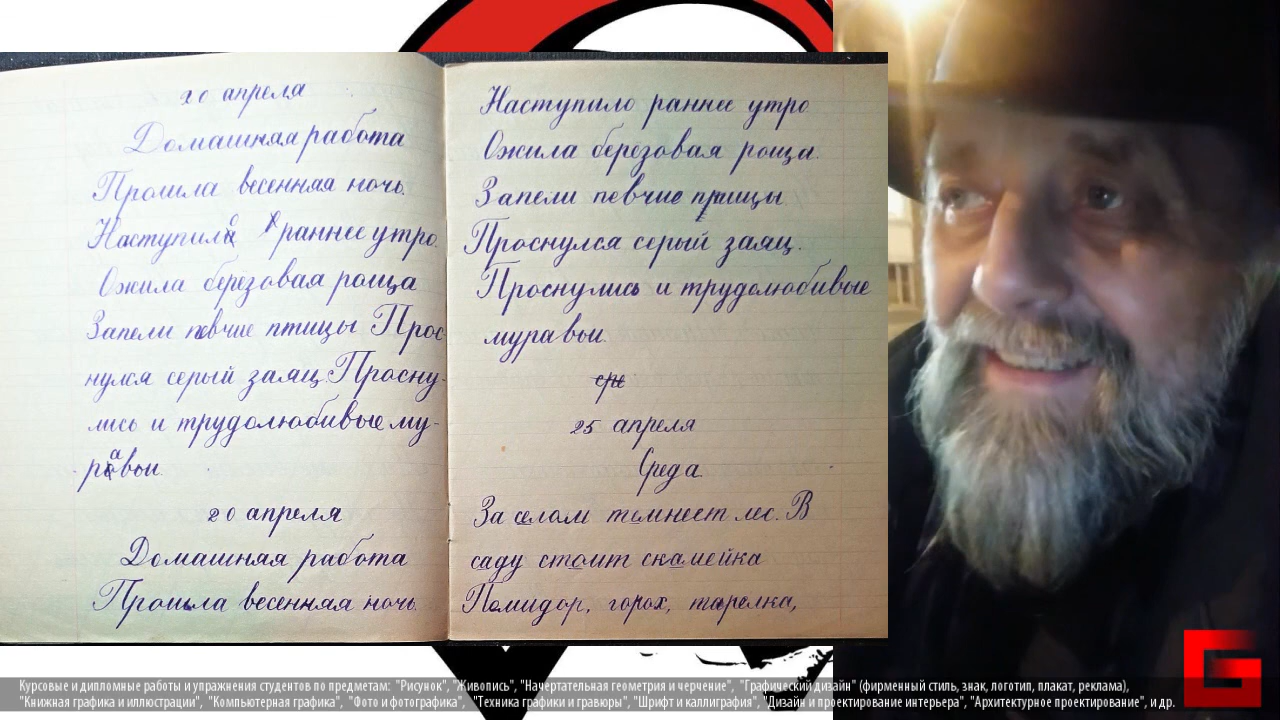 20 апреля
Домашняя работа
Прошла весенняя ночь.
Наступило раннее утро.
Ожила берёзовая роща
Запели певчие птицы Прос
нулся серый заяц. Просну-
лись и трудолюбивые му-
равьи.
20 апреля
Домашняя работа
Прошла весенняя ночь.
Наступило раннее утро
Ожила берёзовая роща.
Запели певчие птицы
Проснулся серый заяц.
Проснулись и трудолюбивые
муравьи.
сре
25 апреля
Среда.
За селом темнеет лес. В
саду стоит скамейка
Помидор, горох, тарелка,
Курсовые и дипломные работы и упражнения студентов по предметам: "Рисунок", "Живопись", "Начертательная геометрия и черчение", "Графический дизайн" (фирменный стиль, знак, логотип, плакат, реклама),
"Книжная графика и иллюстрации", "Компьютерная графика", "Фото и фотографика", "Техника графики и гравюры", "Шрифт и каллиграфия", "Дизайн и проектирование интерьера", "Архитектурное проектирование", и др.